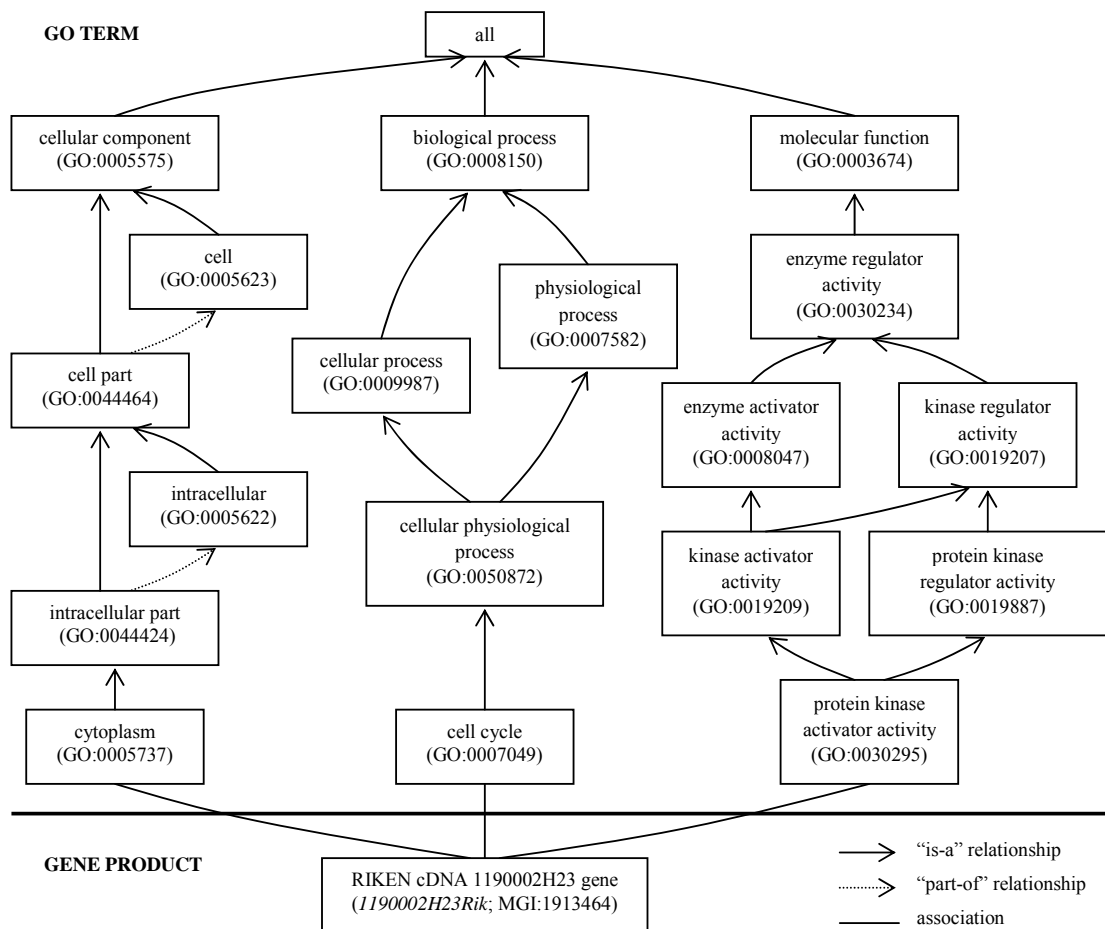 GO TERM
all
cellular component
(GO:0005575)
biological process
(GO:0008150)
molecular function
(GO:0003674)
cell
(GO:0005623)
enzyme regulator
activity
(GO:0030234)
physiological
process
(GO:0007582)
cellular process
(GO:0009987)
cell part
(GO:0044464)
enzyme activator
activity
(GO:0008047)
kinase regulator
activity
(GO:0019207)
intracellular
(GO:0005622)
cellular physiological
process
(GO:0050872)
kinase activator
activity
(GO:0019209)
protein kinase
regulator activity
(GO:0019887)
intracellular part
(GO:0044424)
cytoplasm
(GO:0005737)
cell cycle
(GO:0007049)
protein kinase
activator activity
(GO:0030295)
GENE PRODUCT
RIKEN cDNA 1190002H23 gene
(1190002H23Rik; MGI:1913464)
“is-a” relationship
“part-of” relationship
association